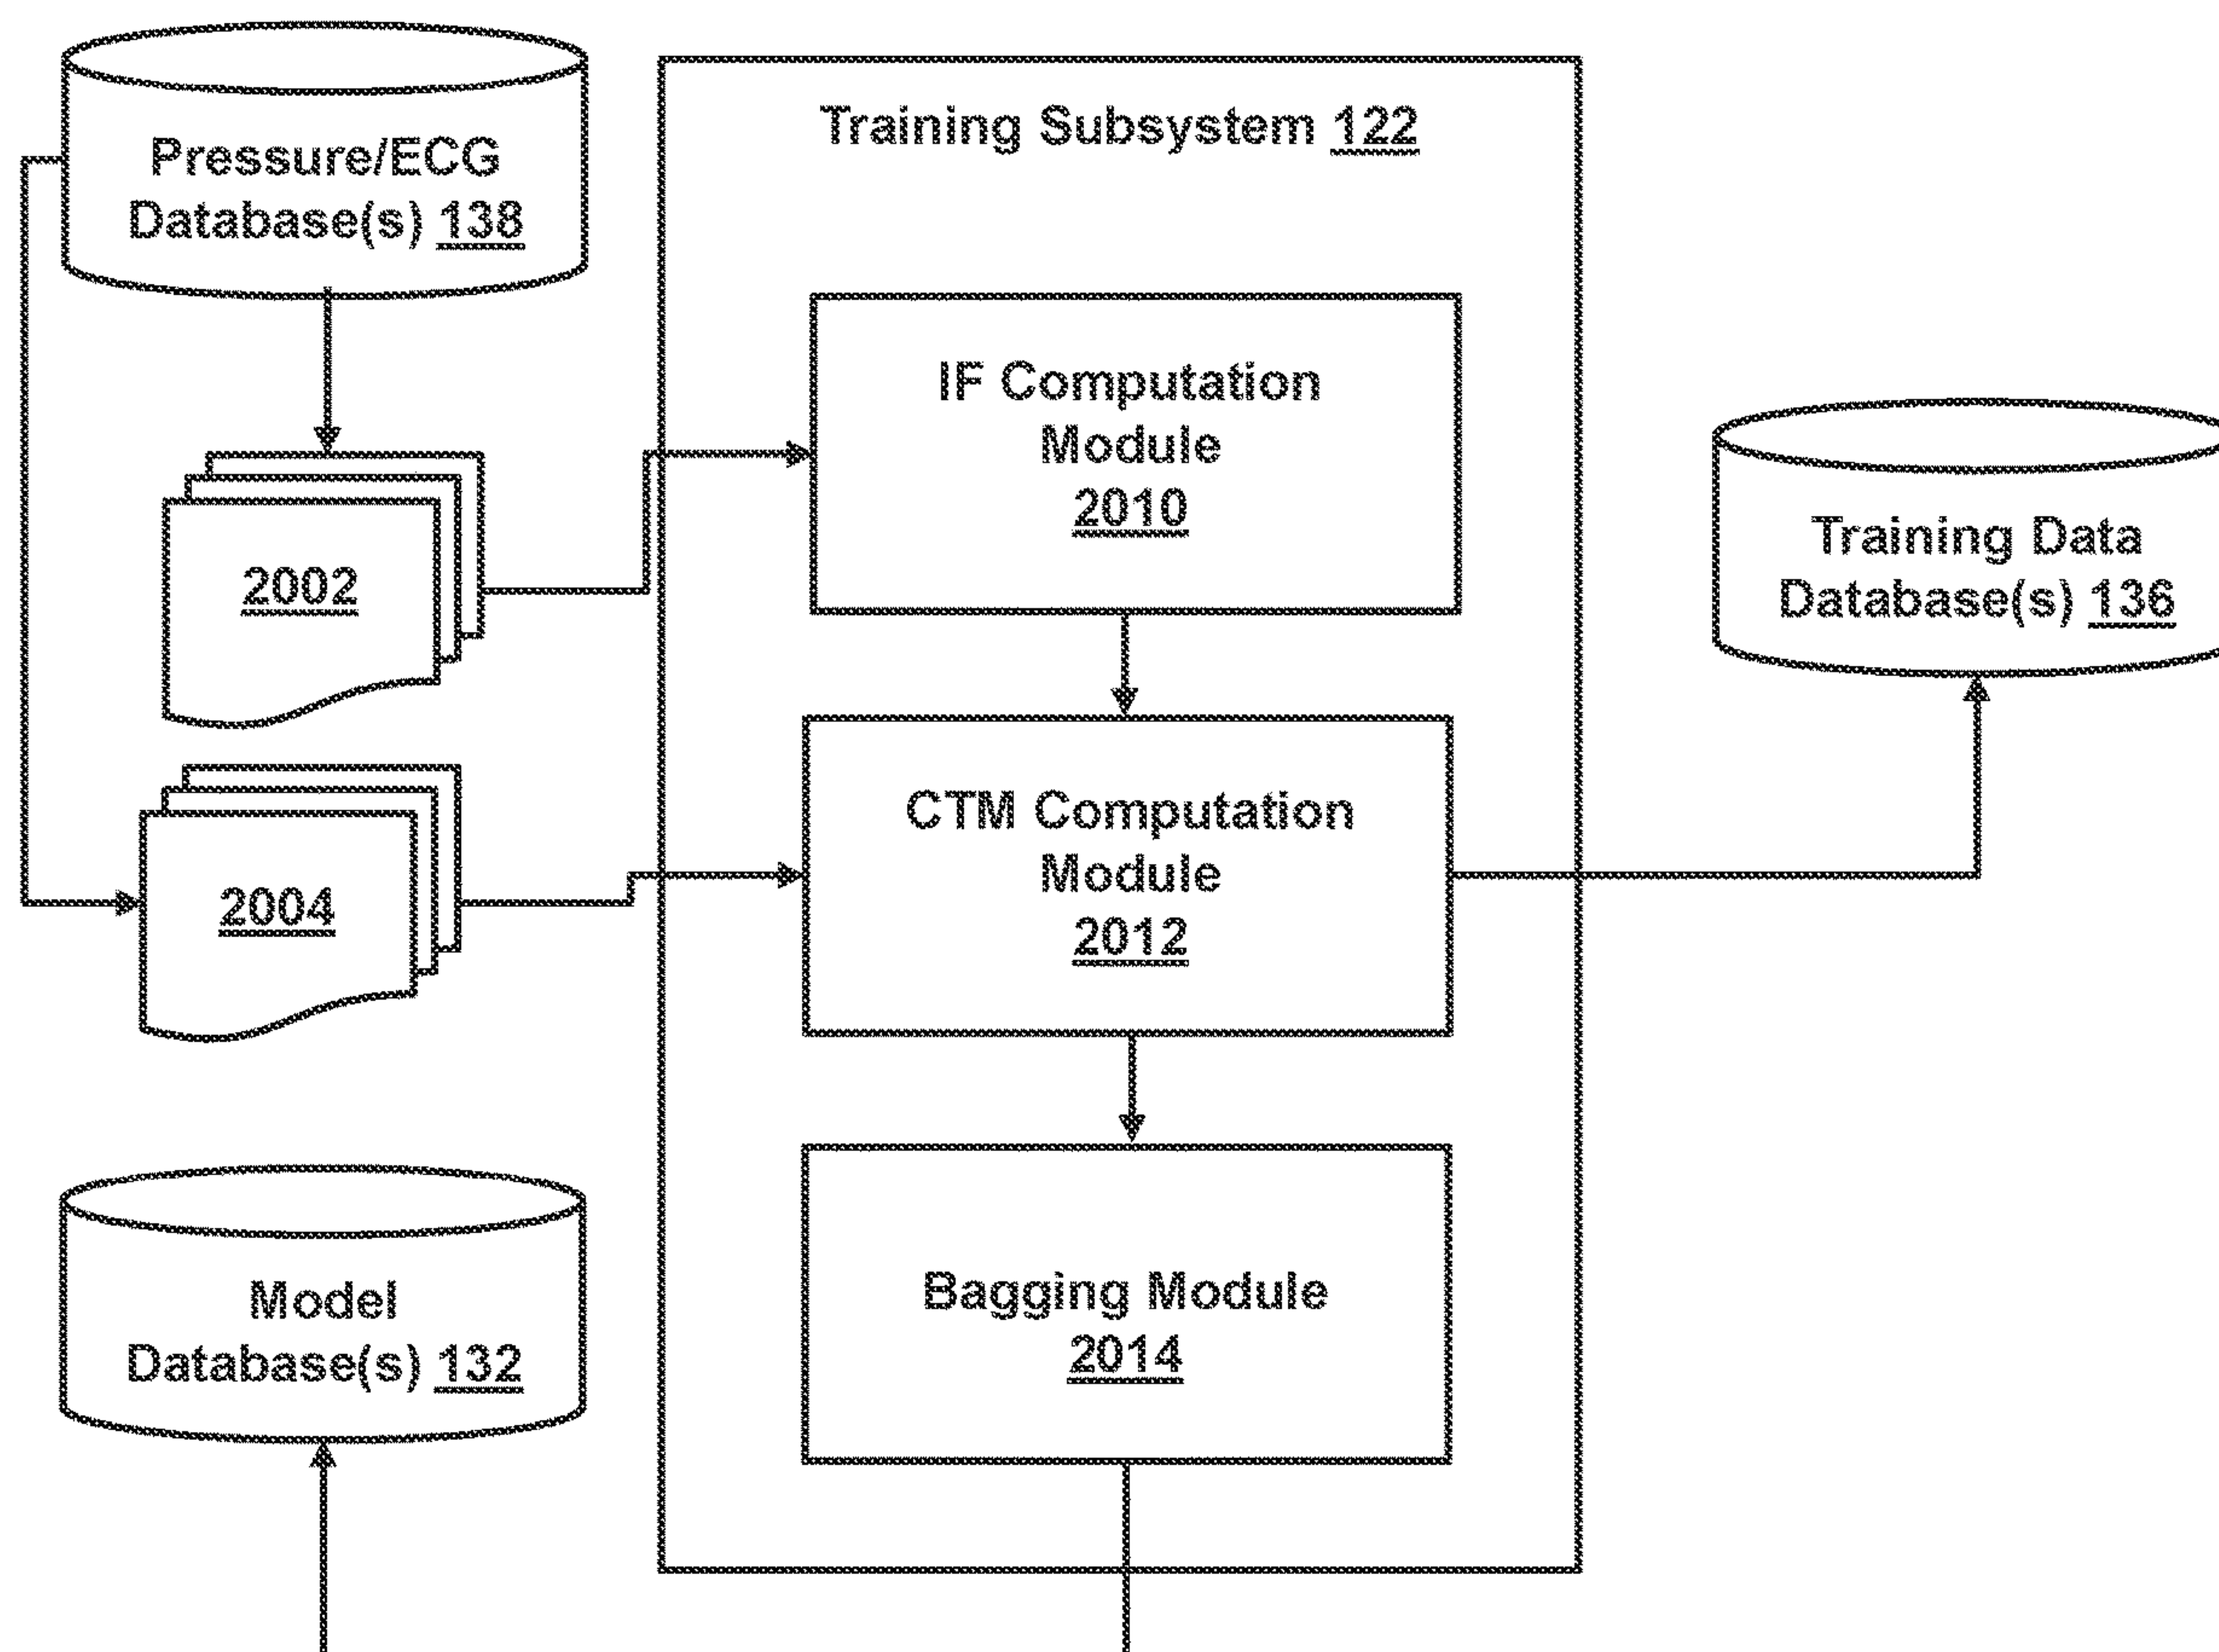 Pressure/ECG
Database(s) 138
Training Subsystem 122
IF Computation
Module
2010
2002
Training Data
Database(s) 136
CTM Computation
Module
2012
2004
Bagging Module
2014
Model
Database(s) 132